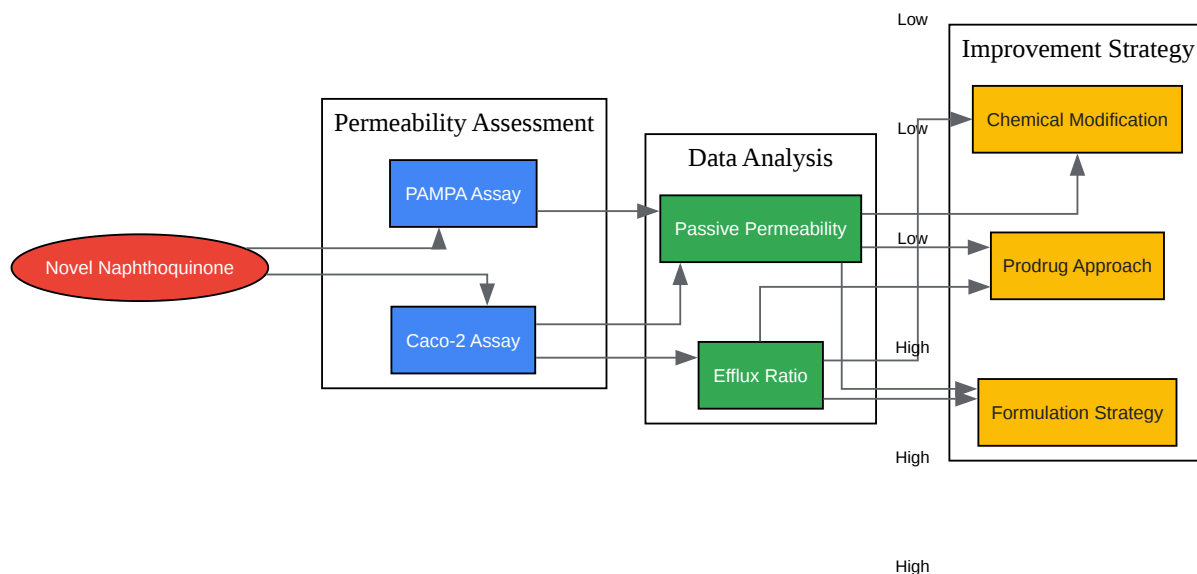 Novel Naphthoquinone
Permeability Assessment
PAMPA Assay
Caco-2 Assay
Data Analysis
Passive Permeability
Efflux Ratio
Low
Low
Low
High
High
High
Improvement Strategy
Chemical Modification
Prodrug Approach
Formulation Strategy